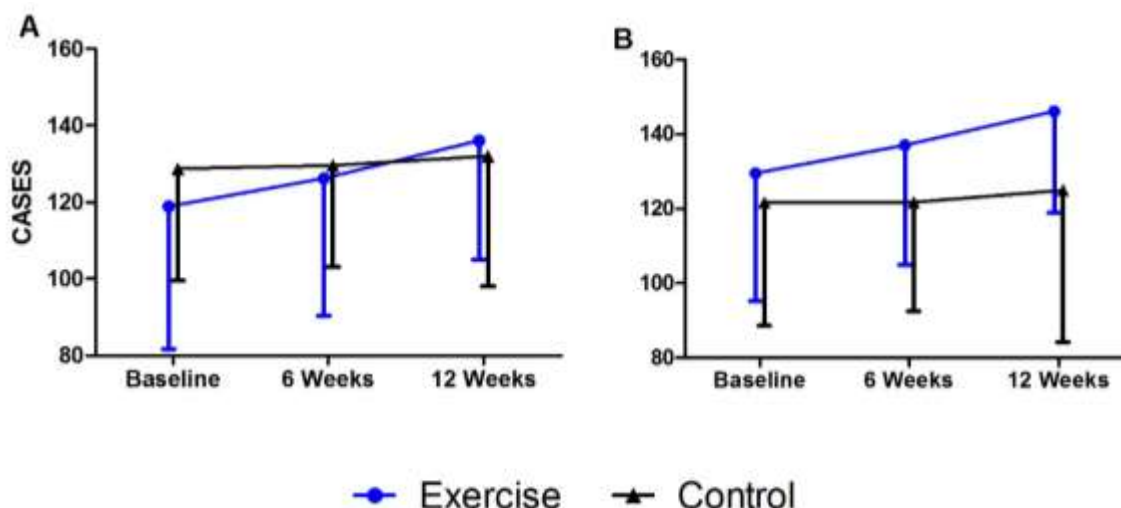 A
160
140
120
100
80
CASES
Baseline 6 Weeks 12 Weeks
B
160
140
120
100
80
Baseline 6 Weeks 12 Weeks
Exercise Control